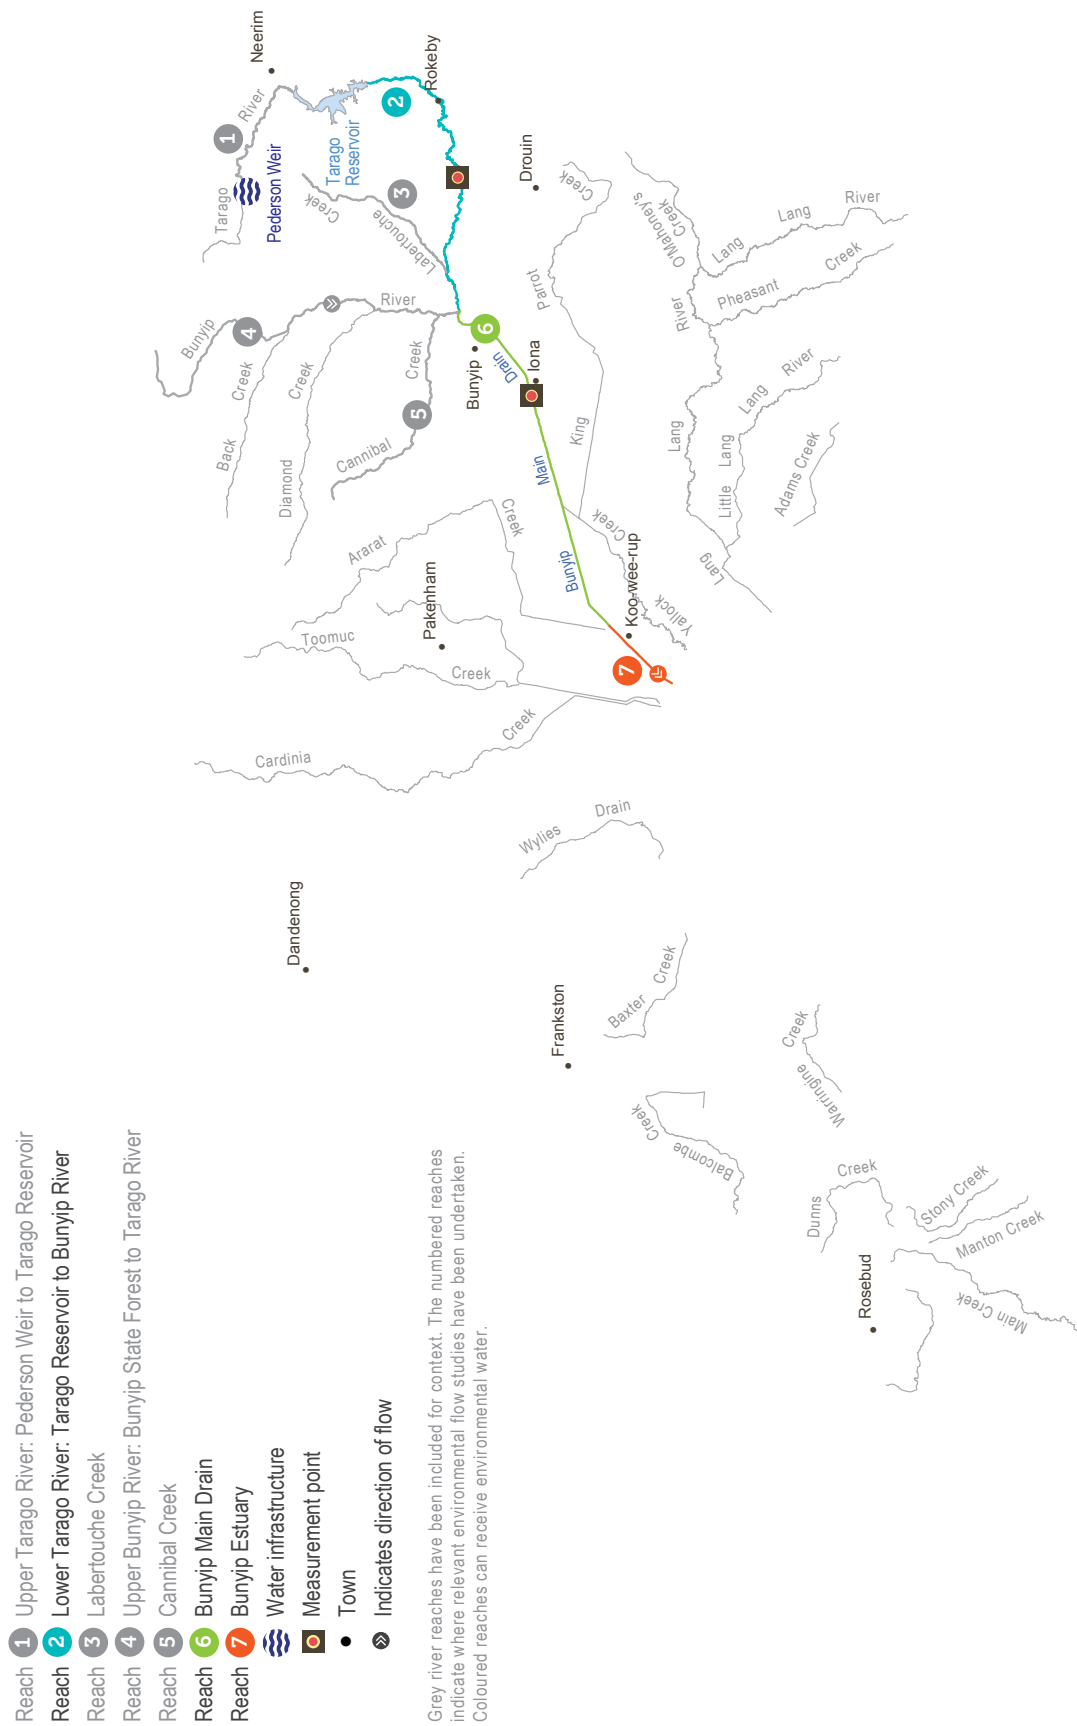 Reach 1 Upper Tarago River: Pederson Weir to Tarago Reservoir
Reach 2 Lower Tarago River: Tarago Reservoir to Bunyip River
Reach 3 Labertouche Creek
Reach 4 Upper Bunyip River: Bunyip State Forest to Tarago River
Reach 5 Cannibal Creek
Reach 6 Bunyip Main Drain
Reach 7 Bunyip Estuary
Water infrastructure
Measurement point
Town
Indicates direction of flow
Grey river reaches have been included for context. The numbered reaches
indicate where relevant environmental flow studies have been undertaken.
Coloured reaches can receive environmental water.
Neerim
1
Tarago River
Pederson Weir
Tarago
Reservoir
2
Rokeby
3
Labertouche Creek
Drouin
4
Bunyip River
Back Creek
Diamond Creek
5
Cannibal Creek
Bunyip
6
Iona
Bunyip Main Drain
Parrot Creek
King
Yallock Creek
Koo-wee-rup
7
Ararat Creek
Pakenham
Toomuc Creek
Cardinia Creek
O'Mahoney's
Creek
Lang Lang River
Pheasant Creek
Lang Lang River
Little Lang Lang River
Adams Creek
Wylies Drain
Dandenong
Frankston
Baxter Creek
Balcombe Creek
Warringine Creek
Dunns Creek
Stony Creek
Manton Creek
Main Creek
Rosebud